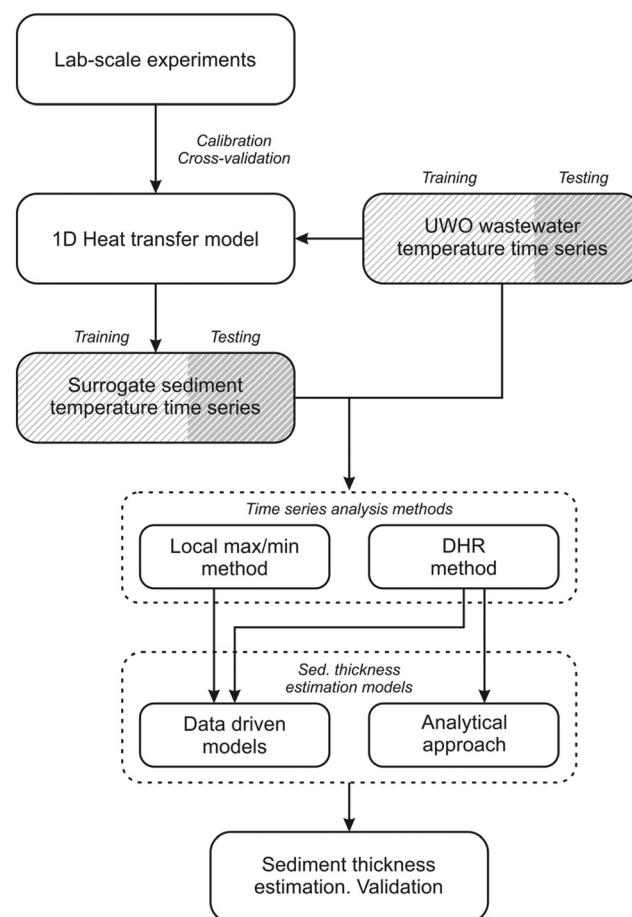 Lab-scale experiments
Calibration
Cross-validation
Training
Testing
1D Heat transfer model
UWO wastewater
temperature time series
Training
Testing
Surrogate sediment
temperature time series
Time series analysis methods
Local max/min
method
DHR
method
Sed. thickness
estimation models
Data driven
models
Analytical
approach
Sediment thickness
estimation. Validation